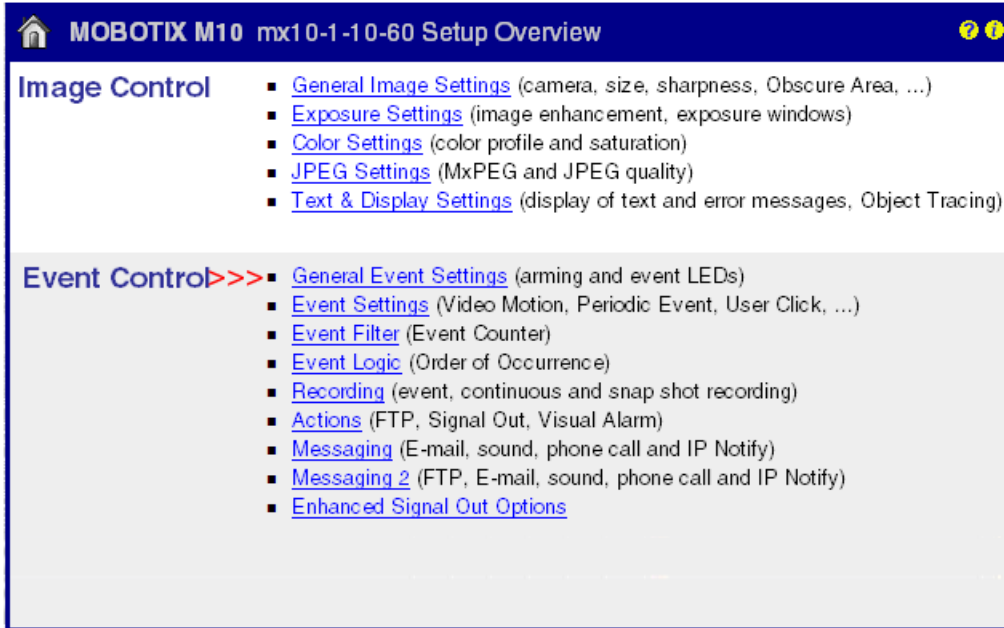 MOBOTIX M10 mx10-1-10-60 Setup Overview ? i
Image Control
General Image Settings (camera, size, sharpness, Obscure Area, ...)
Exposure Settings (image enhancement, exposure windows)
Color Settings (color profile and saturation)
JPEG Settings (MxPEG and JPEG quality)
Text & Display Settings (display of text and error messages, Object Tracing)
Event Control>>>
General Event Settings (arming and event LEDs)
Event Settings (Video Motion, Periodic Event, User Click, ...)
Event Filter (Event Counter)
Event Logic (Order of Occurrence)
Recording (event, continuous and snap shot recording)
Actions (FTP, Signal Out, Visual Alarm)
Messaging (E-mail, sound, phone call and IP Notify)
Messaging 2 (FTP, E-mail, sound, phone call and IP Notify)
Enhanced Signal Out Options